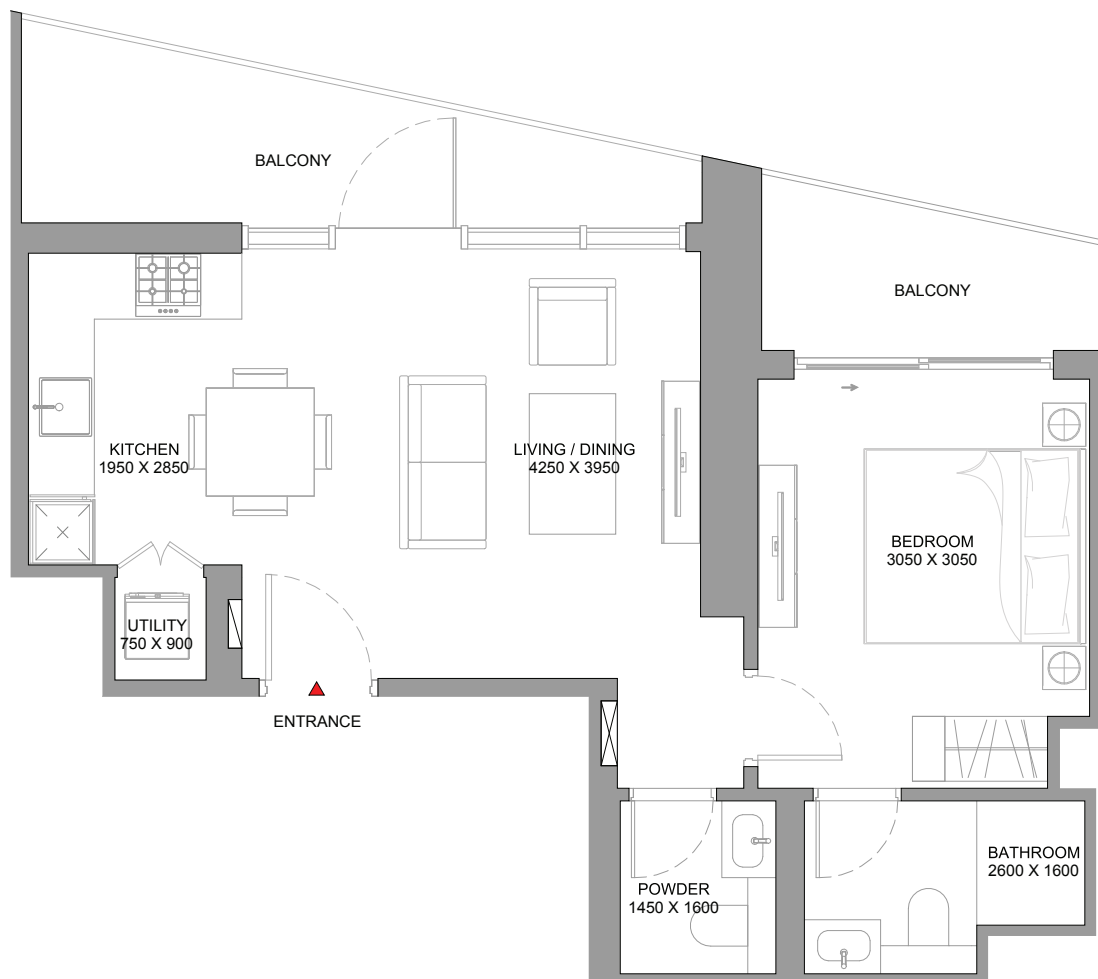 BALCONY
BALCONY
KITCHEN
1950 X 2850
LIVING / DINING
4250 X 3950
BEDROOM
3050 X 3050
UTILITY
750 X 900
ENTRANCE
BATHROOM
2600 X 1600
POWDER
1450 X 1600